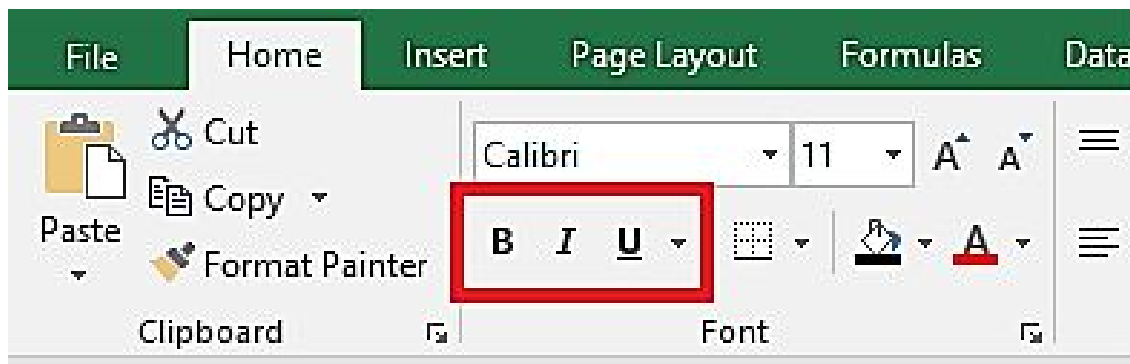 File Home Insert Page Layout Formulas Data
Cut
Calibri 11 A A
Copy
Paste
B I U A
Format Painter
Clipboard Font